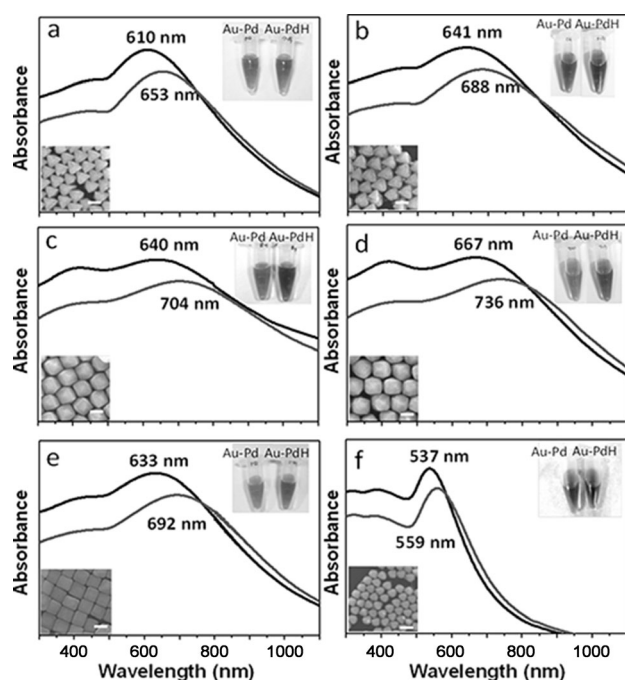 a
610 nm
Au-Pd Au-PdH
653 nm
Absorbance
b
641 nm
Au-Pd Au-PdH
688 nm
Absorbance
c
640 nm
Au-Pd Au-PdH
704 nm
Absorbance
d
667 nm
Au-Pd Au-PdH
736 nm
Absorbance
e
633 nm
Au-Pd Au-PdH
692 nm
Absorbance
400 600 800 1000
Wavelength (nm)
f
537 nm
Au-Pd Au-PdH
559 nm
Absorbance
400 600 800 1000
Wavelength (nm)